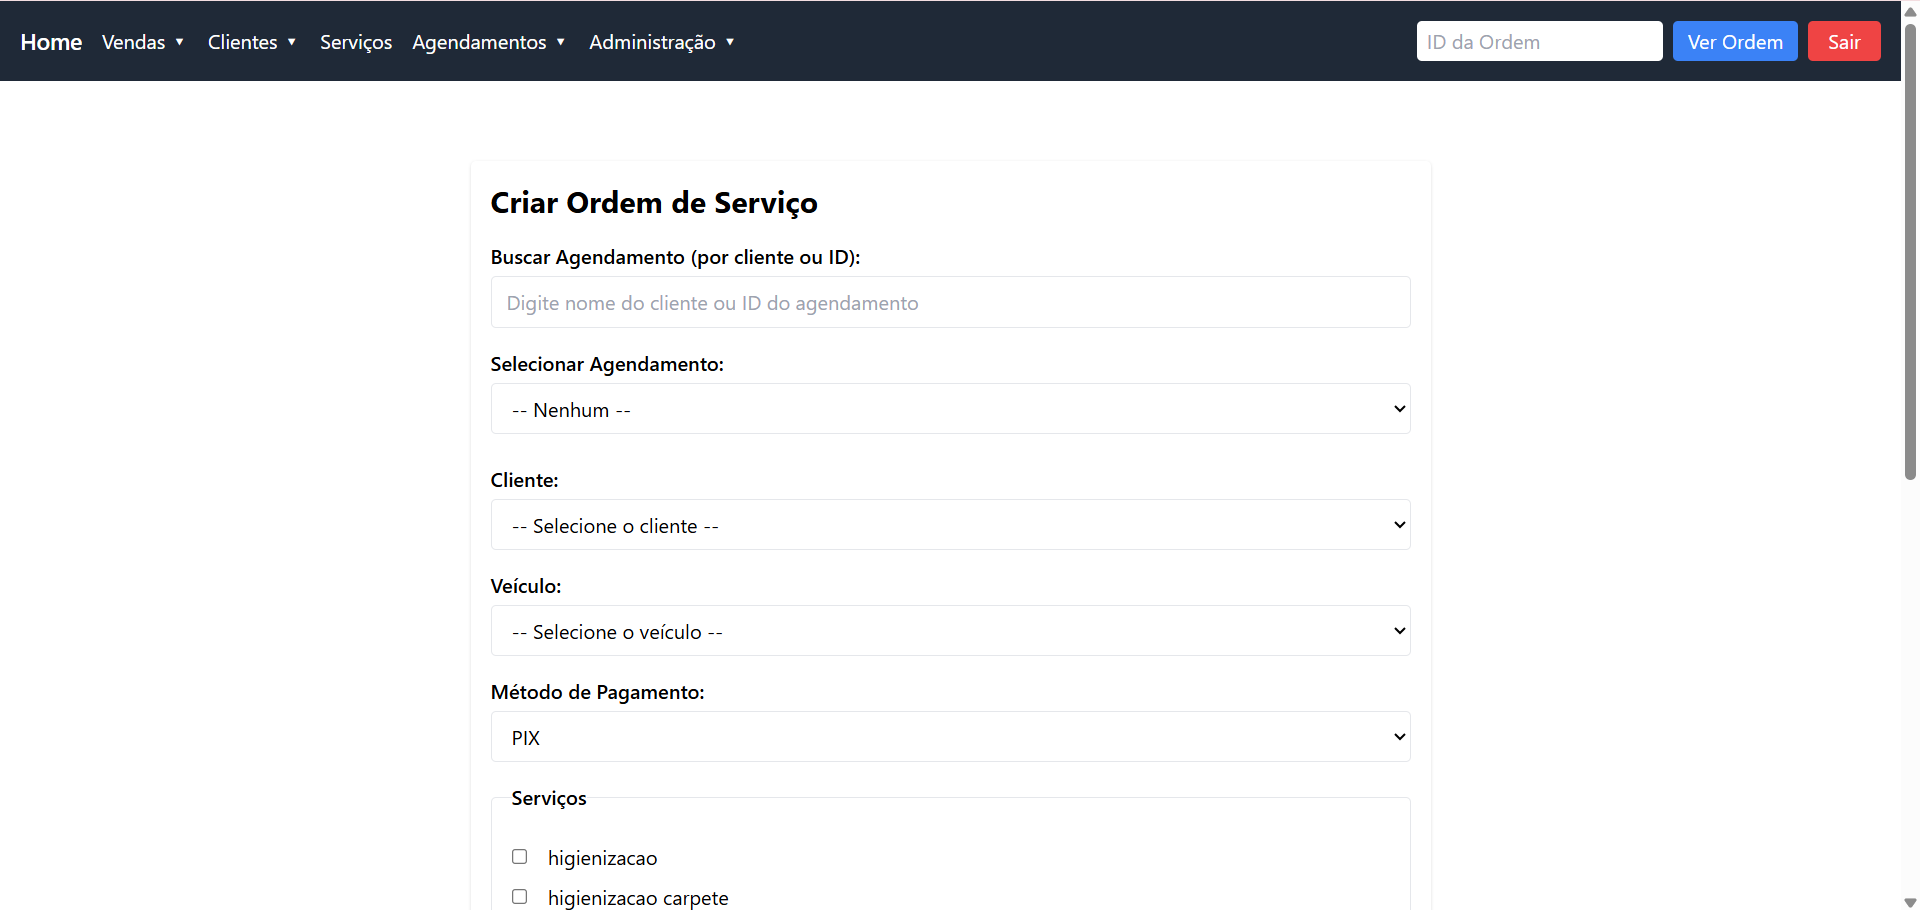 Home Vendas ▼ Clientes ▼ Serviços Agendamentos ▼ Administração ▼ ID da Ordem Ver Ordem Sair
Criar Ordem de Serviço
Buscar Agendamento (por cliente ou ID):
Digite nome do cliente ou ID do agendamento
Selecionar Agendamento:
-- Nenhum --
Cliente:
-- Selecione o cliente --
Veículo:
-- Selecione o veículo --
Método de Pagamento:
PIX
Serviços
higienizacao
higienizacao carpete